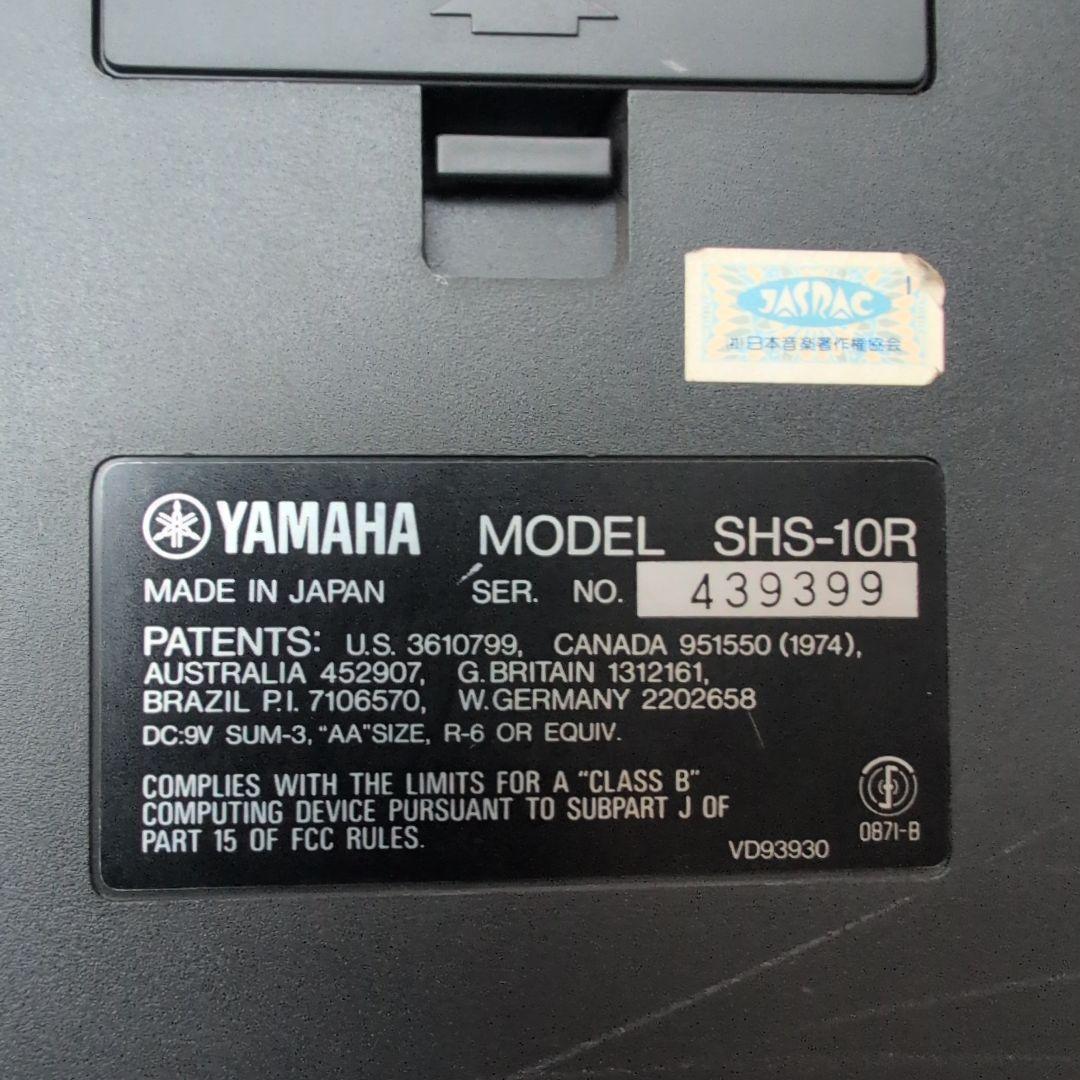 JASRAC
(社)日本音楽著作権協会
YAMAHA MODEL SHS-10R
MADE IN JAPAN SER. NO. 439399
PATENTS: U.S. 3610799, CANADA 951550 (1974),
AUSTRALIA 452907, G.BRITAIN 1312161,
BRAZIL P.I. 7106570, W.GERMANY 2202658
DC:9V SUM-3, "AA"SIZE, R-6 OR EQUIV.
COMPLIES WITH THE LIMITS FOR A "CLASS B"
COMPUTING DEVICE PURSUANT TO SUBPART J OF
PART 15 OF FCC RULES.
VD93930
0871-B